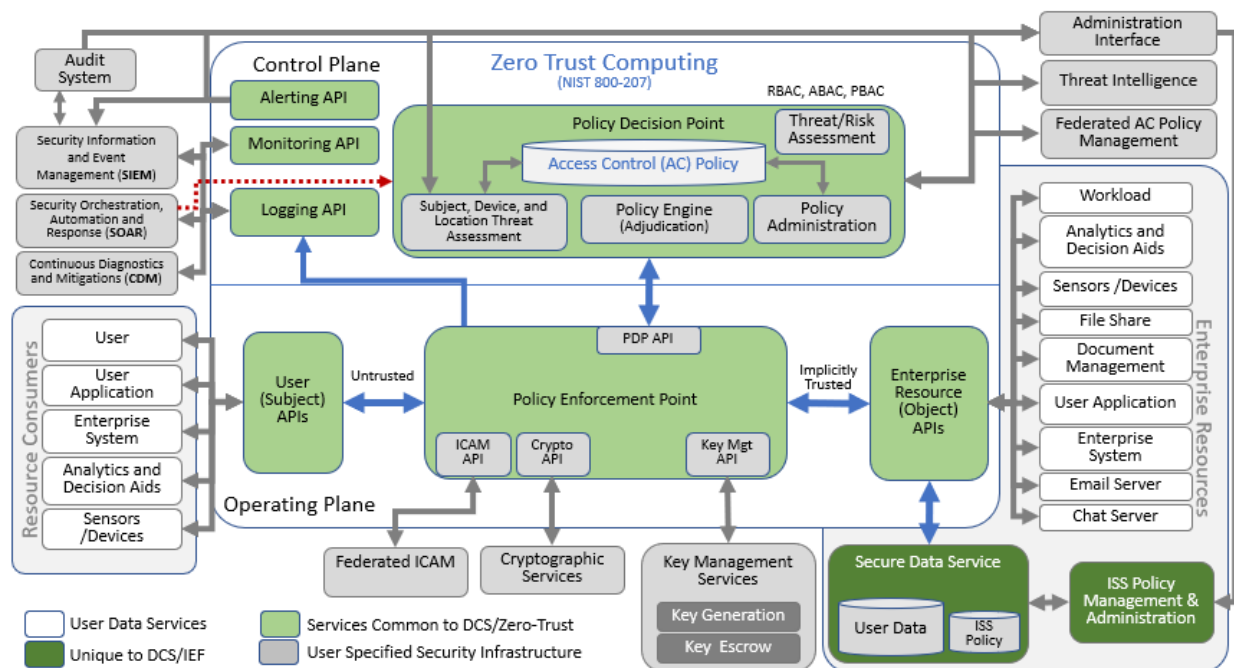 Audit
System
Control Plane
Zero Trust Computing
(NIST 800-207)
Administration
Interface
Threat Intelligence
Federated AC Policy
Management
Alerting API
Monitoring API
Logging API
RBAC, ABAC, PBAC
Policy Decision Point
Threat/Risk
Assessment
Access Control (AC) Policy
Subject, Device, and
Location Threat
Assessment
Policy Engine
(Adjudication)
Policy
Administration
Security Information
and Event
Management (SIEM)
Security Orchestration,
Automation and
Response (SOAR)
Continuous Diagnostics
and Mitigations (CDM)
Resource Consumers
User
User
Application
Enterprise
System
Analytics and
Decision Aids
Sensors
/Devices
User
(Subject)
APIs
Untrusted
PDP API
Policy Enforcement Point
ICAM
API
Crypto
API
Key Mgt
API
Implicitly
Trusted
Enterprise
Resource
(Object)
APIs
Operating Plane
Workload
Analytics and
Decision Aids
Sensors /Devices
File Share
Document
Management
User Application
Enterprise
System
Email Server
Chat Server
Enterprise Resources
Federated ICAM
Cryptographic
Services
Key Management
Services
Key Generation
Key Escrow
Secure Data Service
User Data
ISS
Policy
ISS Policy
Management &
Administration
User Data Services
Unique to DCS/IEF
Services Common to DCS/Zero-Trust
User Specified Security Infrastructure